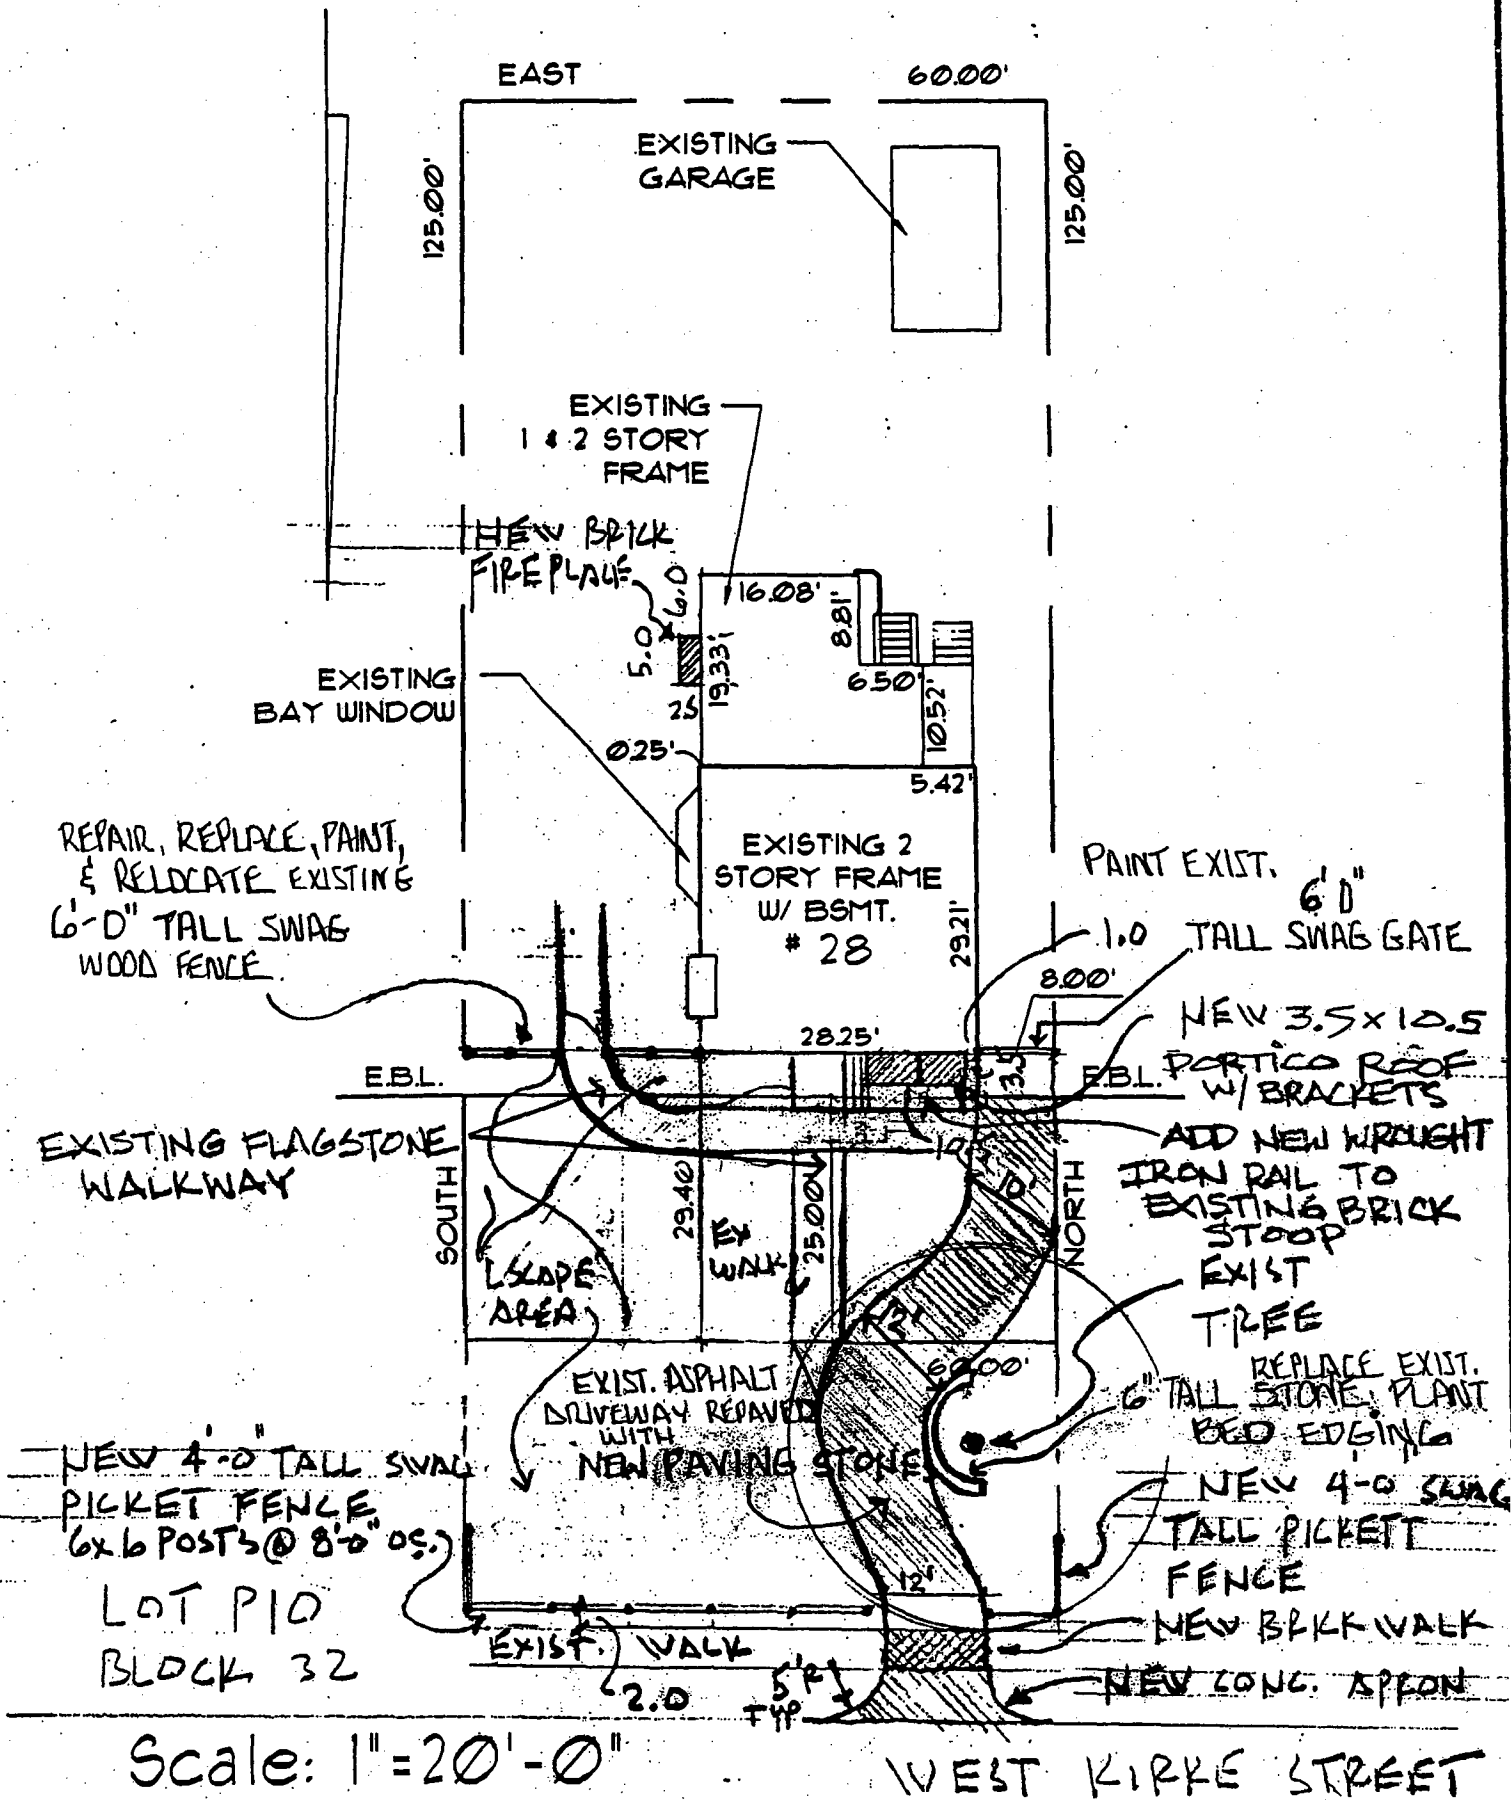 EAST
60.00'
EXISTING
GARAGE
125.00'
125.00'
EXISTING
1 & 2 STORY
FRAME
NEW BRICK
FIREPLACE
6.0
16.08'
8.81'
5.0
19.33'
6.50'
10.52'
EXISTING
BAY WINDOW
2.5
0.25'
5.42'
REPAIR, REPLACE, PAINT,
& RELOCATE EXISTING
6'-0" TALL SWAG
WOOD FENCE.
EXISTING 2
STORY FRAME
W/ BSMT.
# 28
29.21'
PAINT EXIST.
6'0"
TALL SWAG GATE
1.0
8.00'
28.25'
3.5
NEW 3.5 x 10.5
PORTICO ROOF
W/ BRACKETS
E.B.L.
E.B.L.
EXISTING FLAGSTONE
WALKWAY
ADD NEW WROUGHT
IRON RAIL TO
EXISTING BRICK
STOOP
10'
SOUTH
29.40
EX
WALK
25.00
NORTH
L'SCAPE
AREA
EXIST
TREE
12'
60.00'
EXIST. ASPHALT
DRIVEWAY REPAVED
WITH
NEW PAVING STONE
REPLACE EXIST.
6" TALL STONE PLANT
BED EDGING
NEW 4'-0" TALL SWAG
PICKET FENCE
6x6 POSTS @ 8'-0" OC.
NEW 4'-0" SWAG
TALL PICKETT
FENCE
12'
LOT P10
BLOCK 32
EXIST. WALK
2.0
NEW BRICK WALK
5'R
TYP
NEW CONC. APRON
Scale: 1"=20'-0"
WEST KIRKE STREET